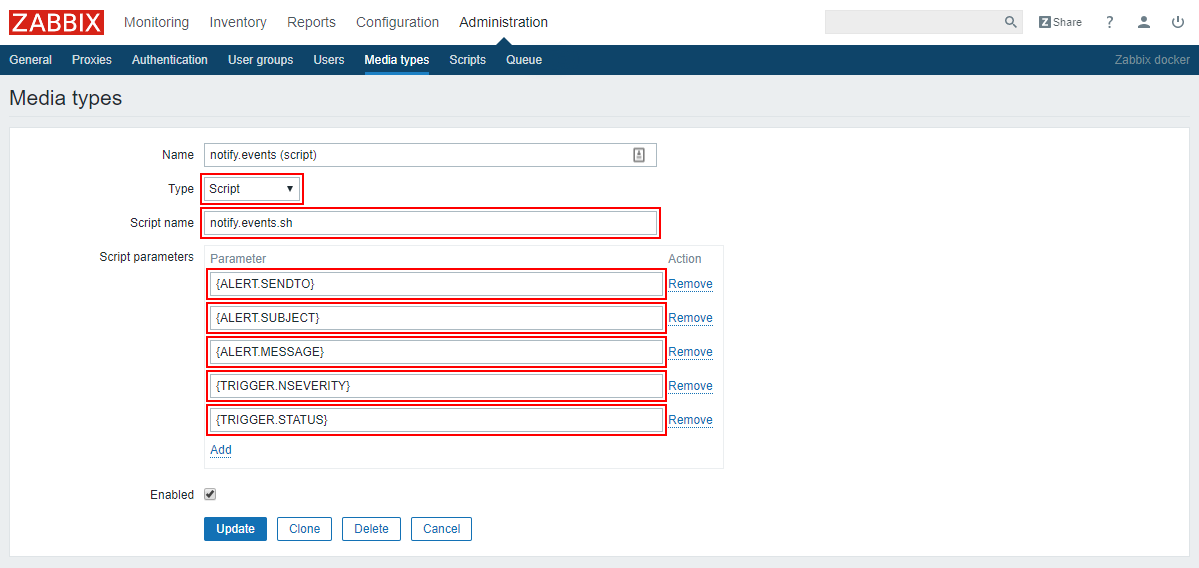 ZABBIX Monitoring Inventory Reports Configuration Administration Z Share ?
General Proxies Authentication User groups Users Media types Scripts Queue Zabbix docker
Media types
Name notify.events (script)
Type Script
Script name notify.events.sh
Script parameters Parameter Action
{ALERT.SENDTO} Remove
{ALERT.SUBJECT} Remove
{ALERT.MESSAGE} Remove
{TRIGGER.NSEVERITY} Remove
{TRIGGER.STATUS} Remove
Add
Enabled
Update Clone Delete Cancel